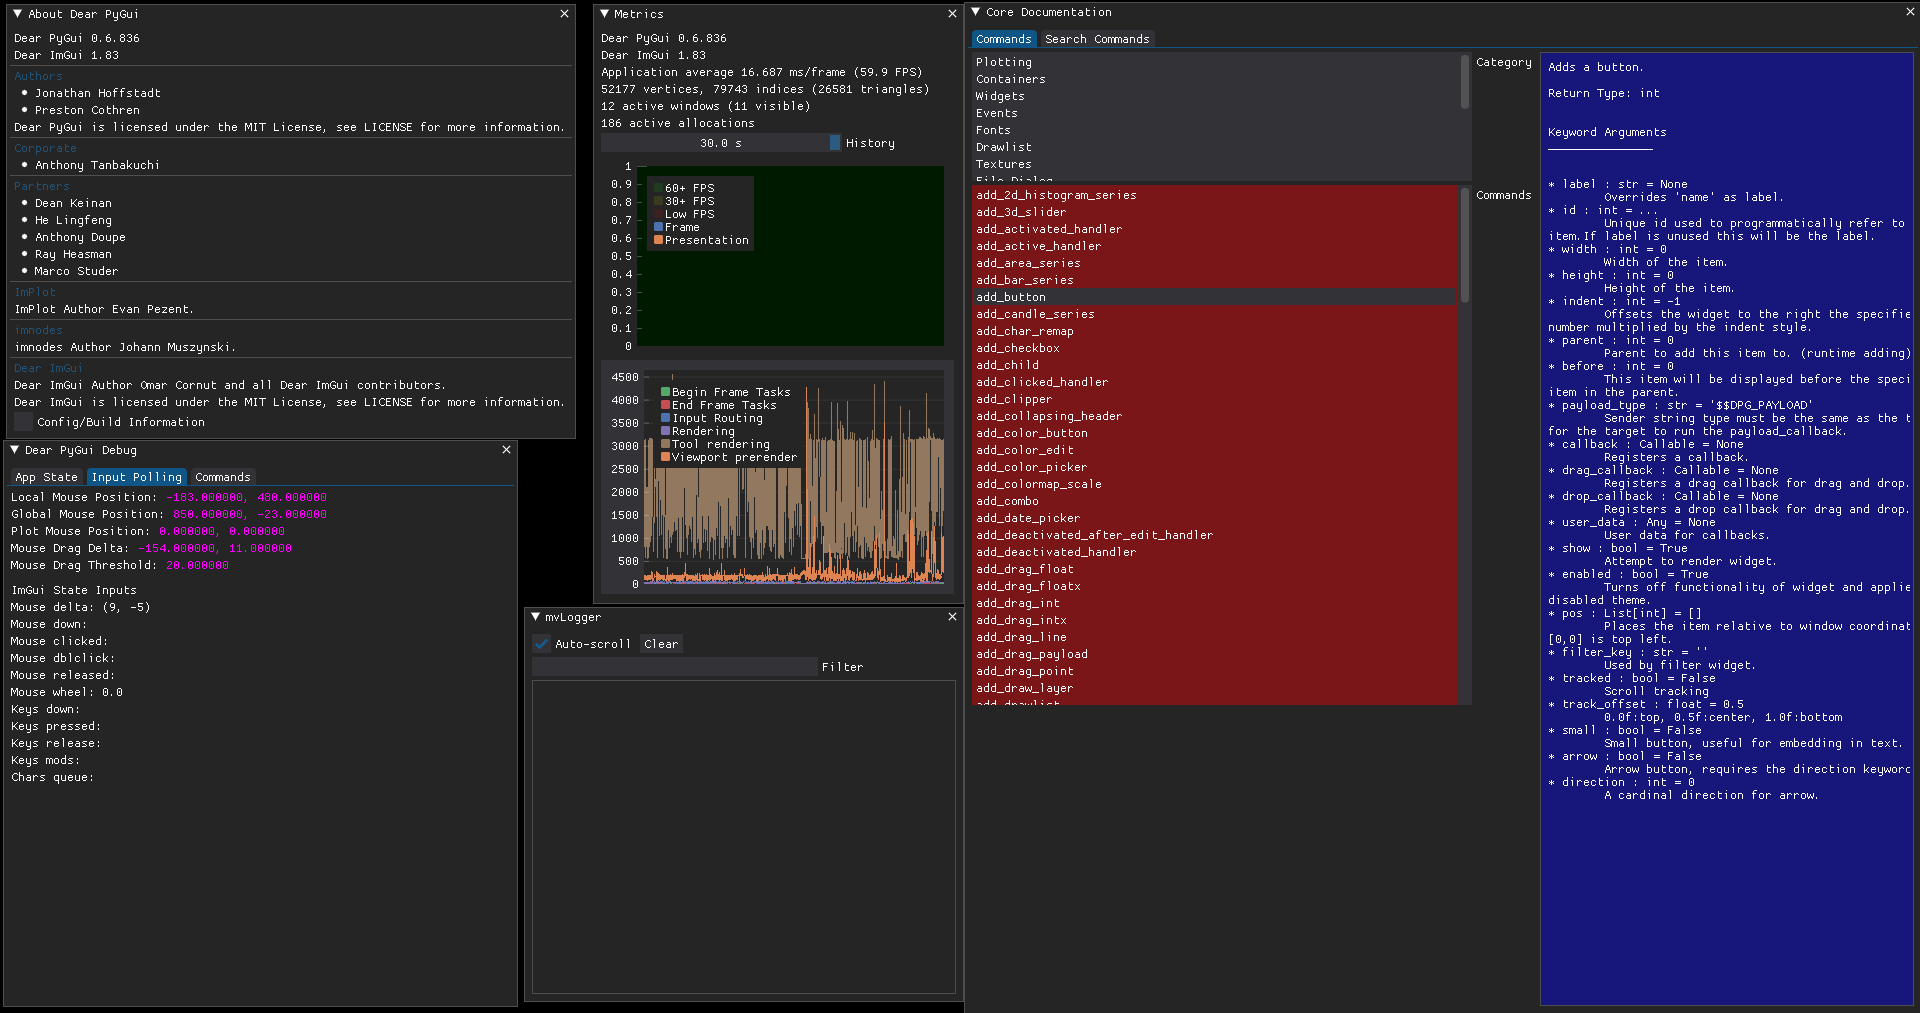 About Dear PyGui
Dear PyGui 0.6.836
Dear ImGui 1.83
Authors
Jonathan Hoffstadt
Preston Cothren
Dear PyGui is licensed under the MIT License, see LICENSE for more information.
Corporate
Anthony Tanbakuchi
Partners
Dean Keinan
He Lingfeng
Anthony Doupe
Ray Heasman
Marco Studer
ImPlot
ImPlot Author Evan Pezent.
imnodes
imnodes Author Johann Muszynski.
Dear ImGui
Dear ImGui Author Omar Cornut and all Dear ImGui contributors.
Dear ImGui is licensed under the MIT License, see LICENSE for more information.
Config/Build Information
Dear PyGui Debug
App State Input Polling Commands
Local Mouse Position: -183.000000, 480.000000
Global Mouse Position: 850.000000, -23.000000
Plot Mouse Position: 0.000000, 0.000000
Mouse Drag Delta: -154.000000, 11.000000
Mouse Drag Threshold: 20.000000
ImGui State Inputs
Mouse delta: (9, -5)
Mouse down:
Mouse clicked:
Mouse dblclick:
Mouse released:
Mouse wheel: 0.0
Keys down:
Keys pressed:
Keys release:
Keys mods:
Chars queue:
Metrics
Dear PyGui 0.6.836
Dear ImGui 1.83
Application average 16.687 ms/frame (59.9 FPS)
52177 vertices, 79743 indices (26581 triangles)
12 active windows (11 visible)
186 active allocations
30.0 s History
1
0.9
0.8
0.7
0.6
0.5
0.4
0.3
0.2
0.1
0
60+ FPS
30+ FPS
Low FPS
Frame
Presentation
4500
4000
3500
3000
2500
2000
1500
1000
500
0
Begin Frame Tasks
End Frame Tasks
Input Routing
Rendering
Tool rendering
Viewport prerender
mvLogger
Auto-scroll Clear
Filter
Core Documentation
Commands Search Commands
Plotting
Containers
Widgets
Events
Fonts
Drawlist
Textures
File Dialog
Category
add_2d_histogram_series
add_3d_slider
add_activated_handler
add_active_handler
add_area_series
add_bar_series
add_button
add_candle_series
add_char_remap
add_checkbox
add_child
add_clicked_handler
add_clipper
add_collapsing_header
add_color_button
add_color_edit
add_color_picker
add_colormap_scale
add_combo
add_date_picker
add_deactivated_after_edit_handler
add_deactivated_handler
add_drag_float
add_drag_floatx
add_drag_int
add_drag_intx
add_drag_line
add_drag_payload
add_drag_point
add_draw_layer
add_drawlist
Commands
Adds a button.
Return Type: int
Keyword Arguments
* label : str = None
Overrides 'name' as label.
* id : int = ...
Unique id used to programmatically refer to
item.If label is unused this will be the label.
* width : int = 0
Width of the item.
* height : int = 0
Height of the item.
* indent : int = -1
Offsets the widget to the right the specifie
number multiplied by the indent style.
* parent : int = 0
Parent to add this item to. (runtime adding)
* before : int = 0
This item will be displayed before the speci
item in the parent.
* payload_type : str = '$$DPG_PAYLOAD'
Sender string type must be the same as the t
for the target to run the payload_callback.
* callback : Callable = None
Registers a callback.
* drag_callback : Callable = None
Registers a drag callback for drag and drop.
* drop_callback : Callable = None
Registers a drop callback for drag and drop.
* user_data : Any = None
User data for callbacks.
* show : bool = True
Attempt to render widget.
* enabled : bool = True
Turns off functionality of widget and applie
disabled theme.
* pos : List[int] = []
Places the item relative to window coordinat
[0,0] is top left.
* filter_key : str = ''
Used by filter widget.
* tracked : bool = False
Scroll tracking
* track_offset : float = 0.5
0.0f:top, 0.5f:center, 1.0f:bottom
* small : bool = False
Small button, useful for embedding in text.
* arrow : bool = False
Arrow button, requires the direction keyword
* direction : int = 0
A cardinal direction for arrow.